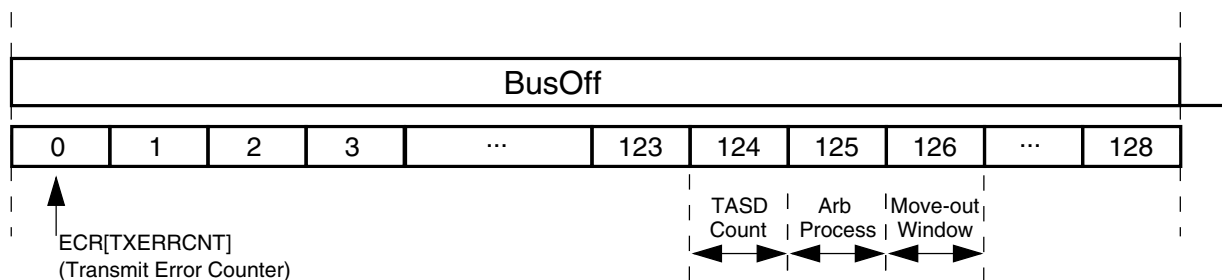 BusOff
0 1 2 3 ... 123 124 125 126 ... 128
TASD Arb Move-out
Count Process Window
ECR[TXERRCNT]
(Transmit Error Counter)